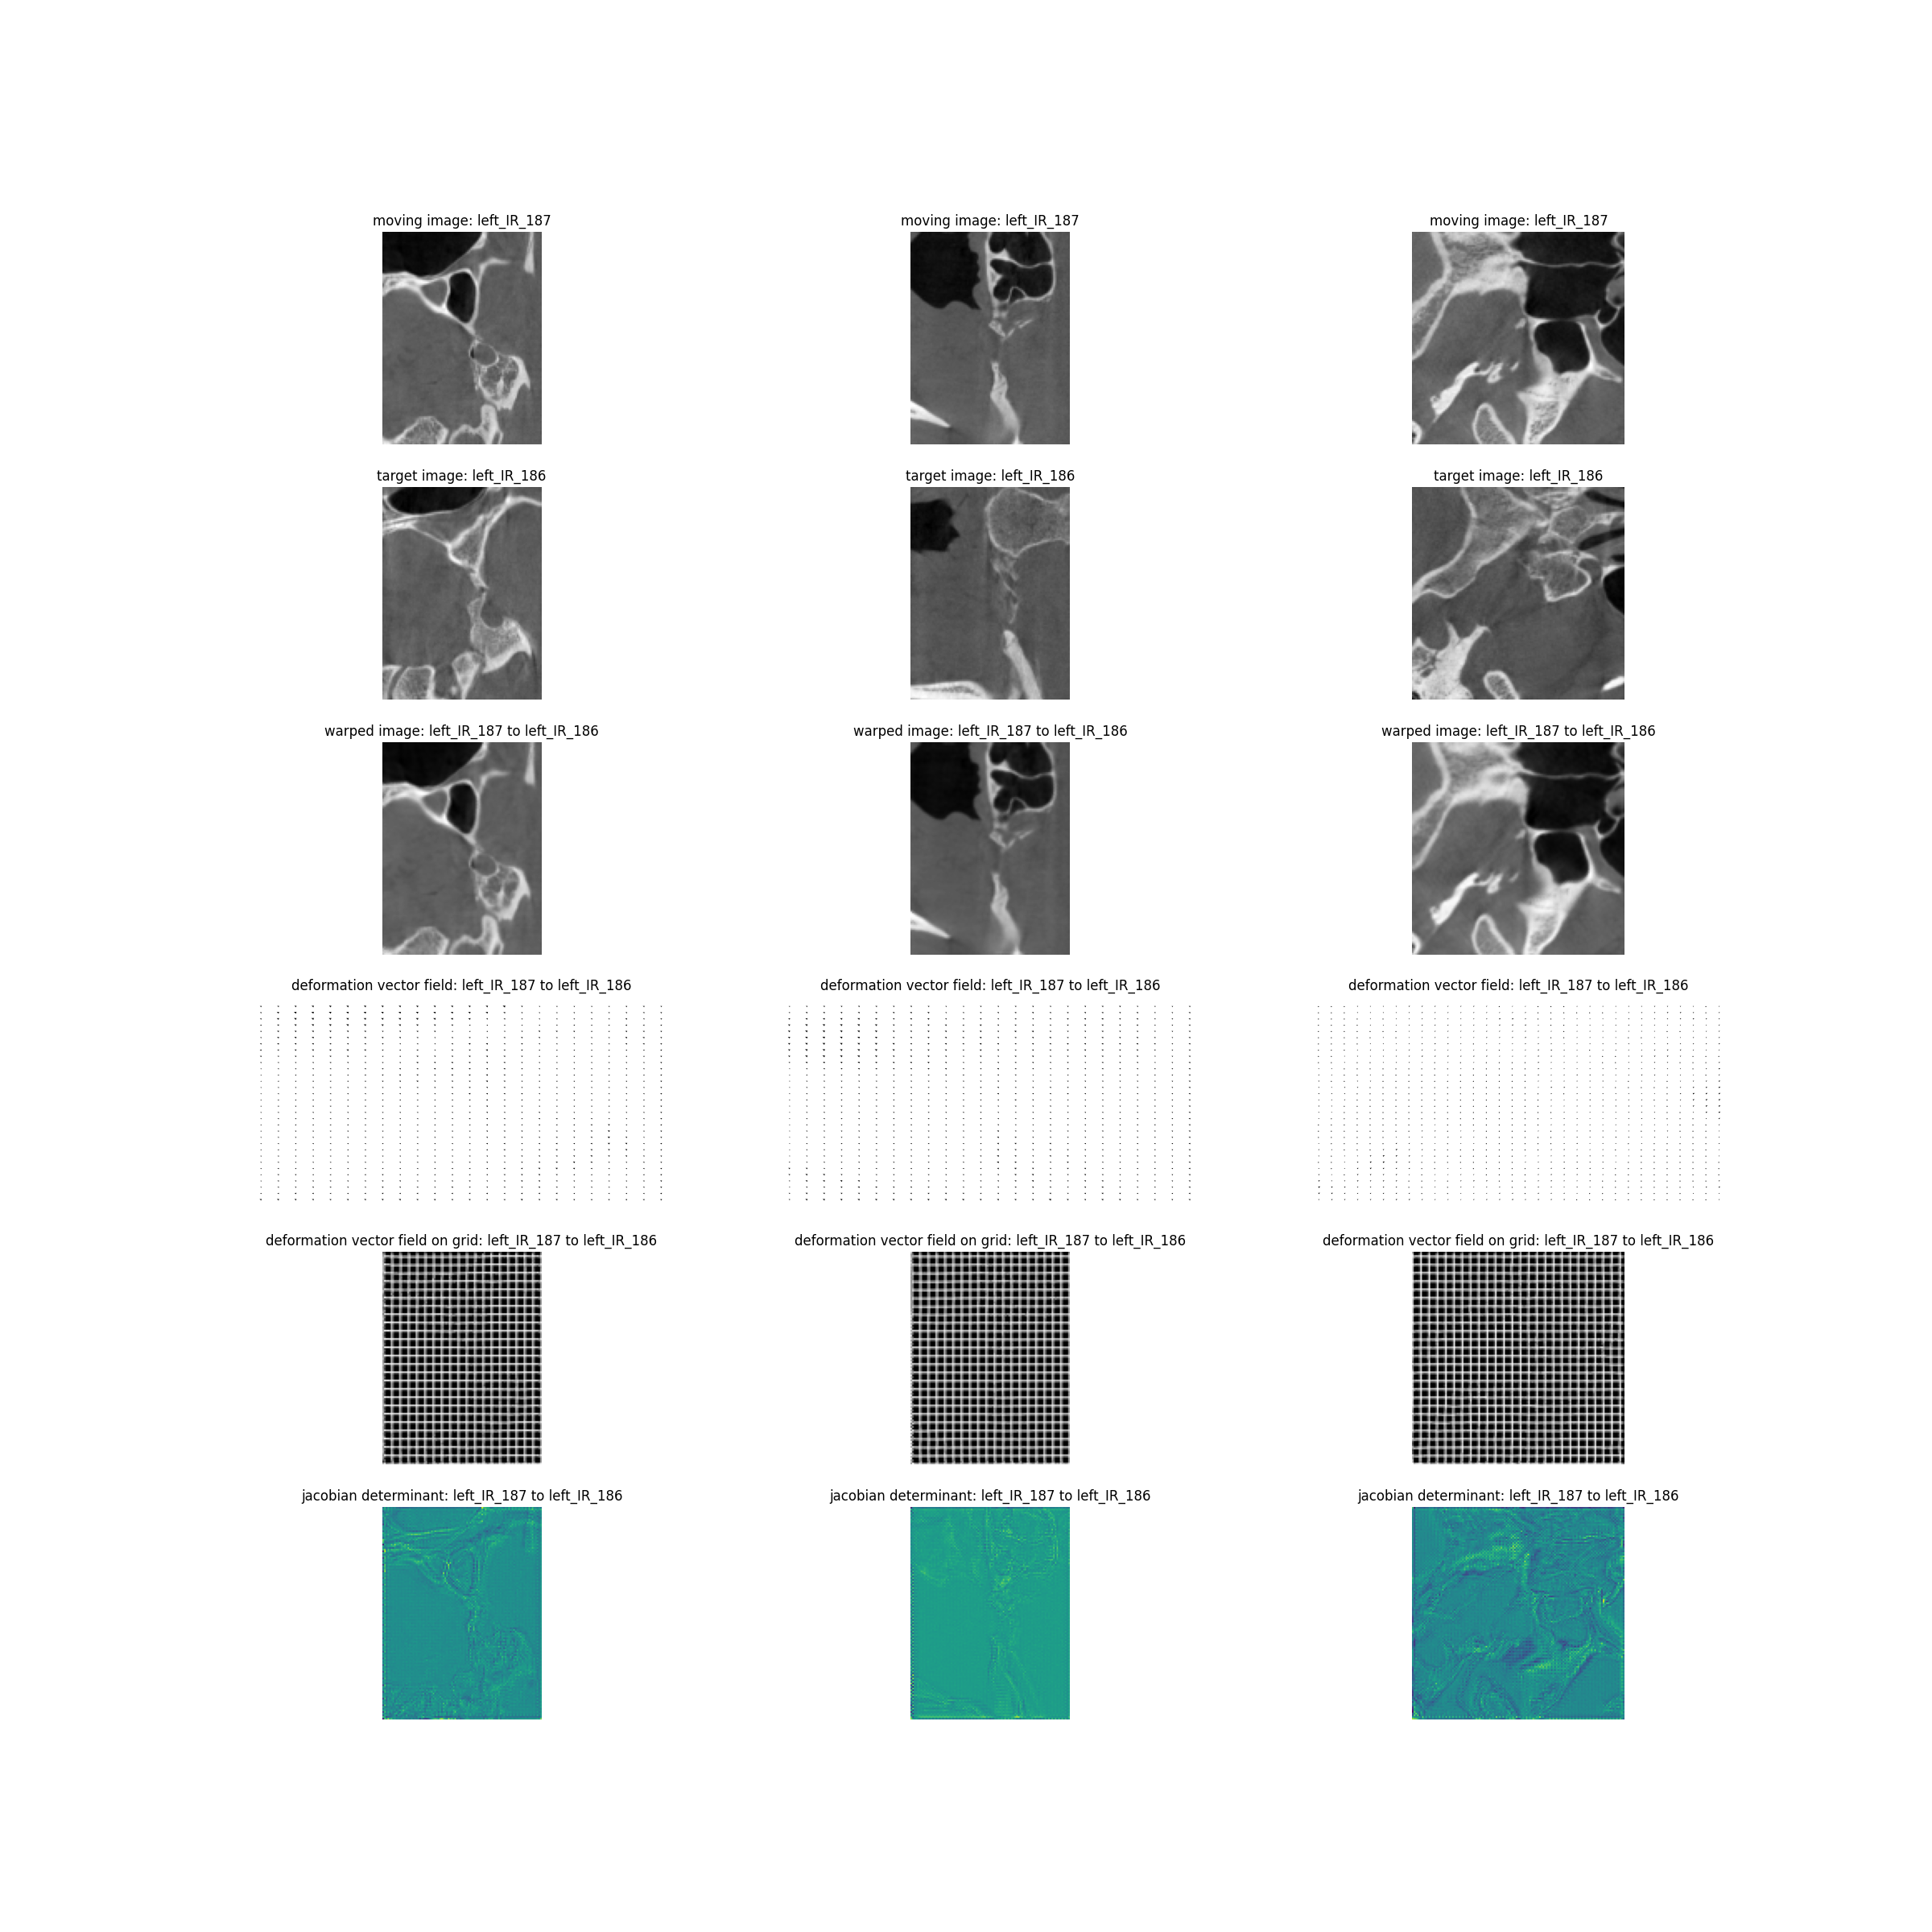 moving image: left_IR_187
moving image: left_IR_187
moving image: left_IR_187
target image: left_IR_186
target image: left_IR_186
target image: left_IR_186
warped image: left_IR_187 to left_IR_186
warped image: left_IR_187 to left_IR_186
warped image: left_IR_187 to left_IR_186
deformation vector field: left_IR_187 to left_IR_186
deformation vector field: left_IR_187 to left_IR_186
deformation vector field: left_IR_187 to left_IR_186
deformation vector field on grid: left_IR_187 to left_IR_186
deformation vector field on grid: left_IR_187 to left_IR_186
deformation vector field on grid: left_IR_187 to left_IR_186
jacobian determinant: left_IR_187 to left_IR_186
jacobian determinant: left_IR_187 to left_IR_186
jacobian determinant: left_IR_187 to left_IR_186